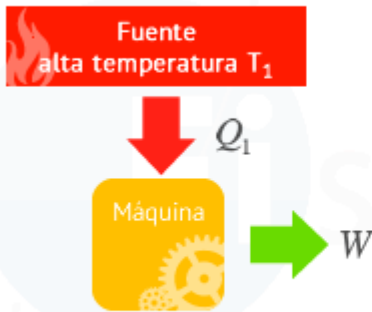 Fuente
alta temperatura T₁
Q₁
Máquina
W